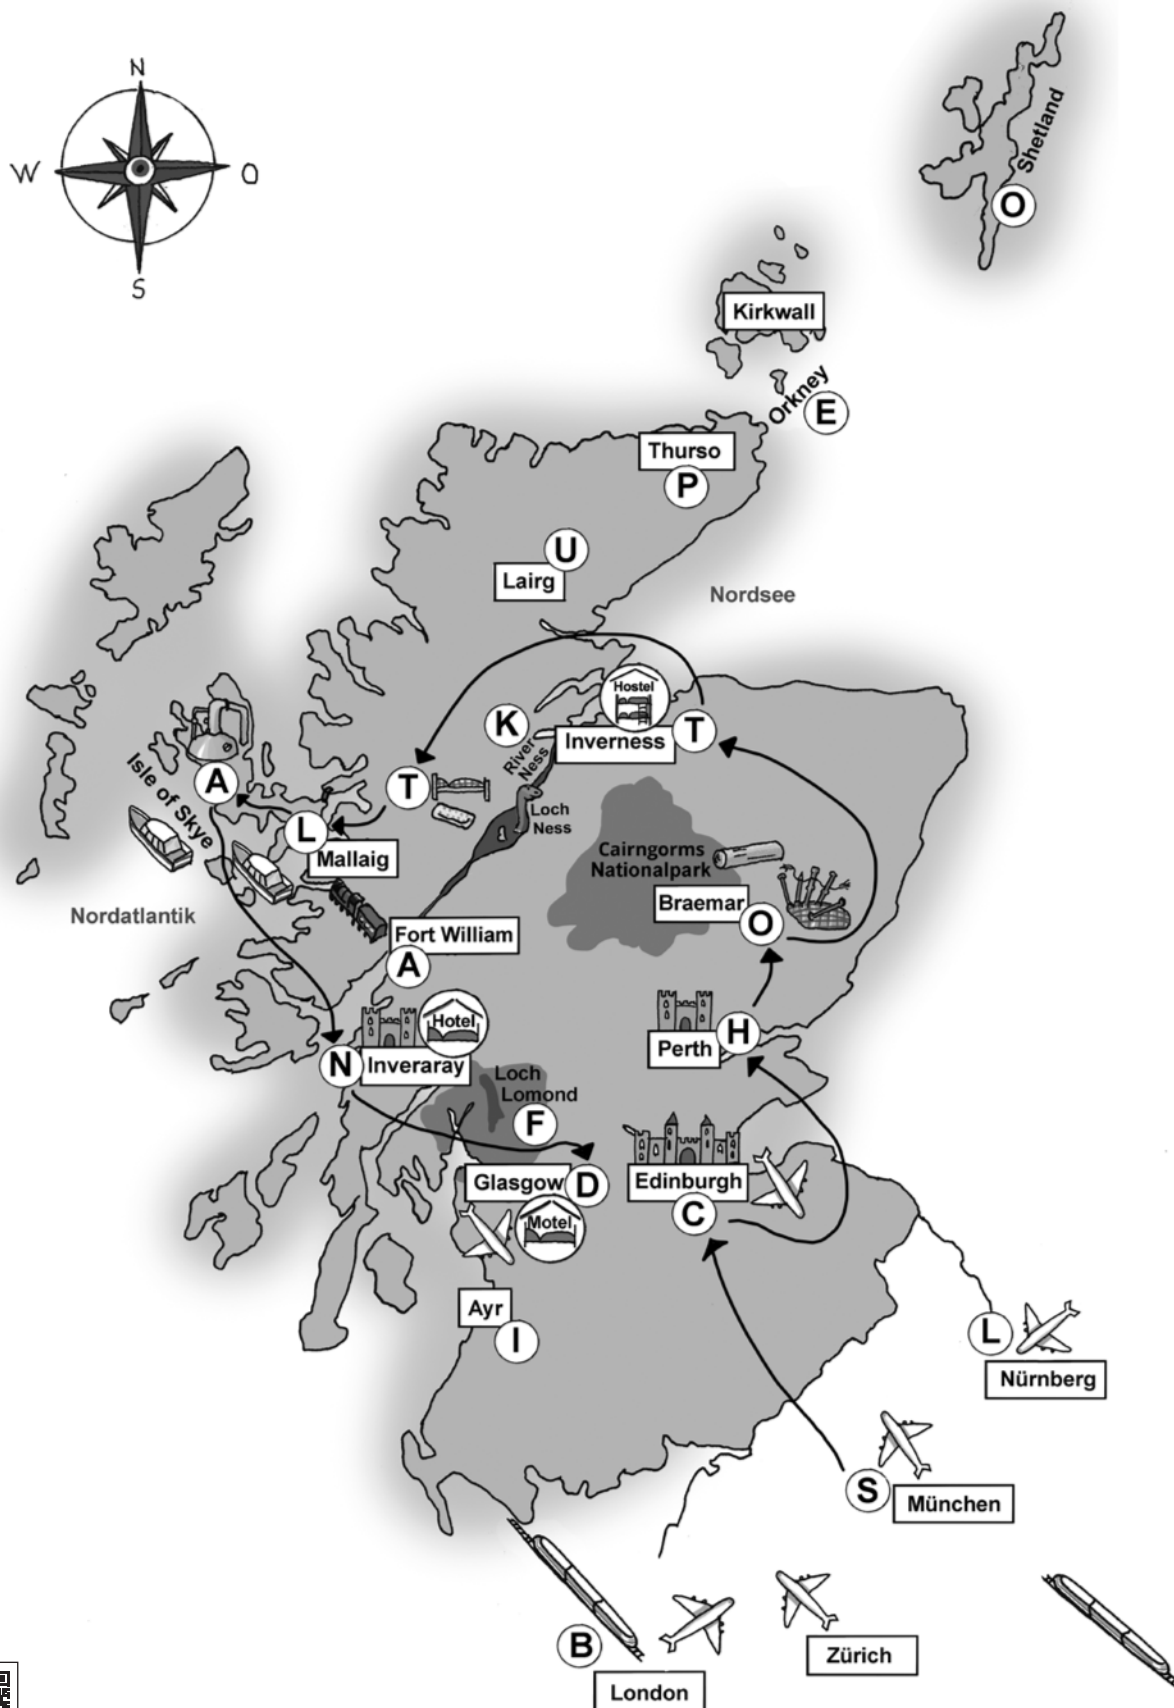 N
W
O
S
Shetland
O
Kirkwall
Orkney
E
Thurso
P
U
Lairg
Nordsee
Hostel
K
T
Inverness
River
Ness
Isle of Skye
A
T
Loch
Ness
L
Mallaig
Cairngorms
Nationalpark
Braemar
O
Nordatlantik
Fort William
A
Hotel
H
Perth
N
Inveraray
Loch
Lomond
F
Glasgow
D
Edinburgh
C
Motel
Ayr
I
L
Nürnberg
S
München
B
Zürich
London